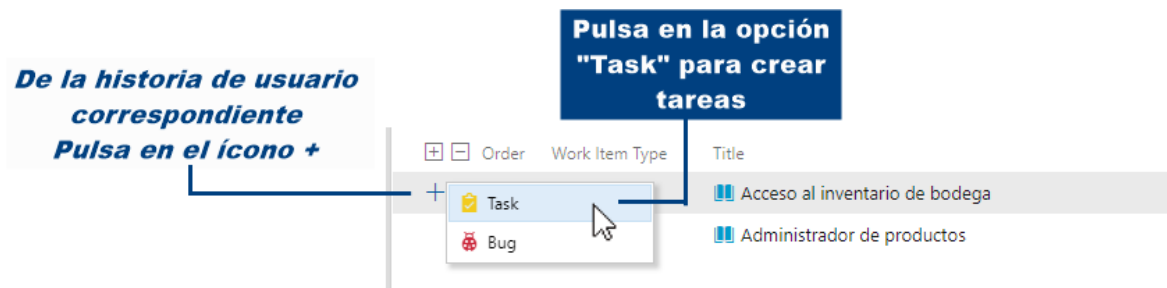 Pulsa en la opción
"Task" para crear
tareas
De la historia de usuario
correspondiente
Pulsa en el ícono +
Order Work Item Type Title
+ Task Acceso al inventario de bodega
Bug Administrador de productos